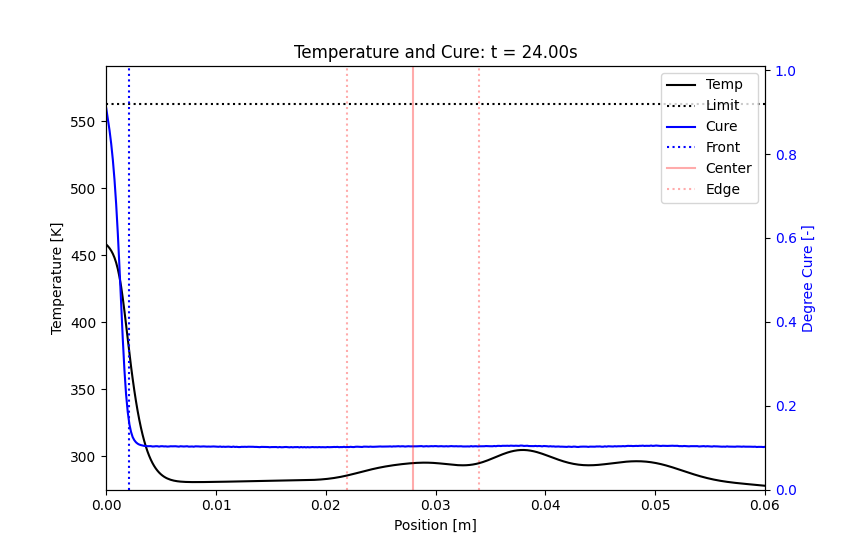 Temperature and Cure: t = 24.00s
Temperature [K]
550
500
450
400
350
300
Temp
Limit
Cure
Front
Center
Edge
1.0
0.8
0.6
0.4
0.2
0.0
Degree Cure [-]
0.00
0.01
0.02
0.03
0.04
0.05
0.06
Position [m]